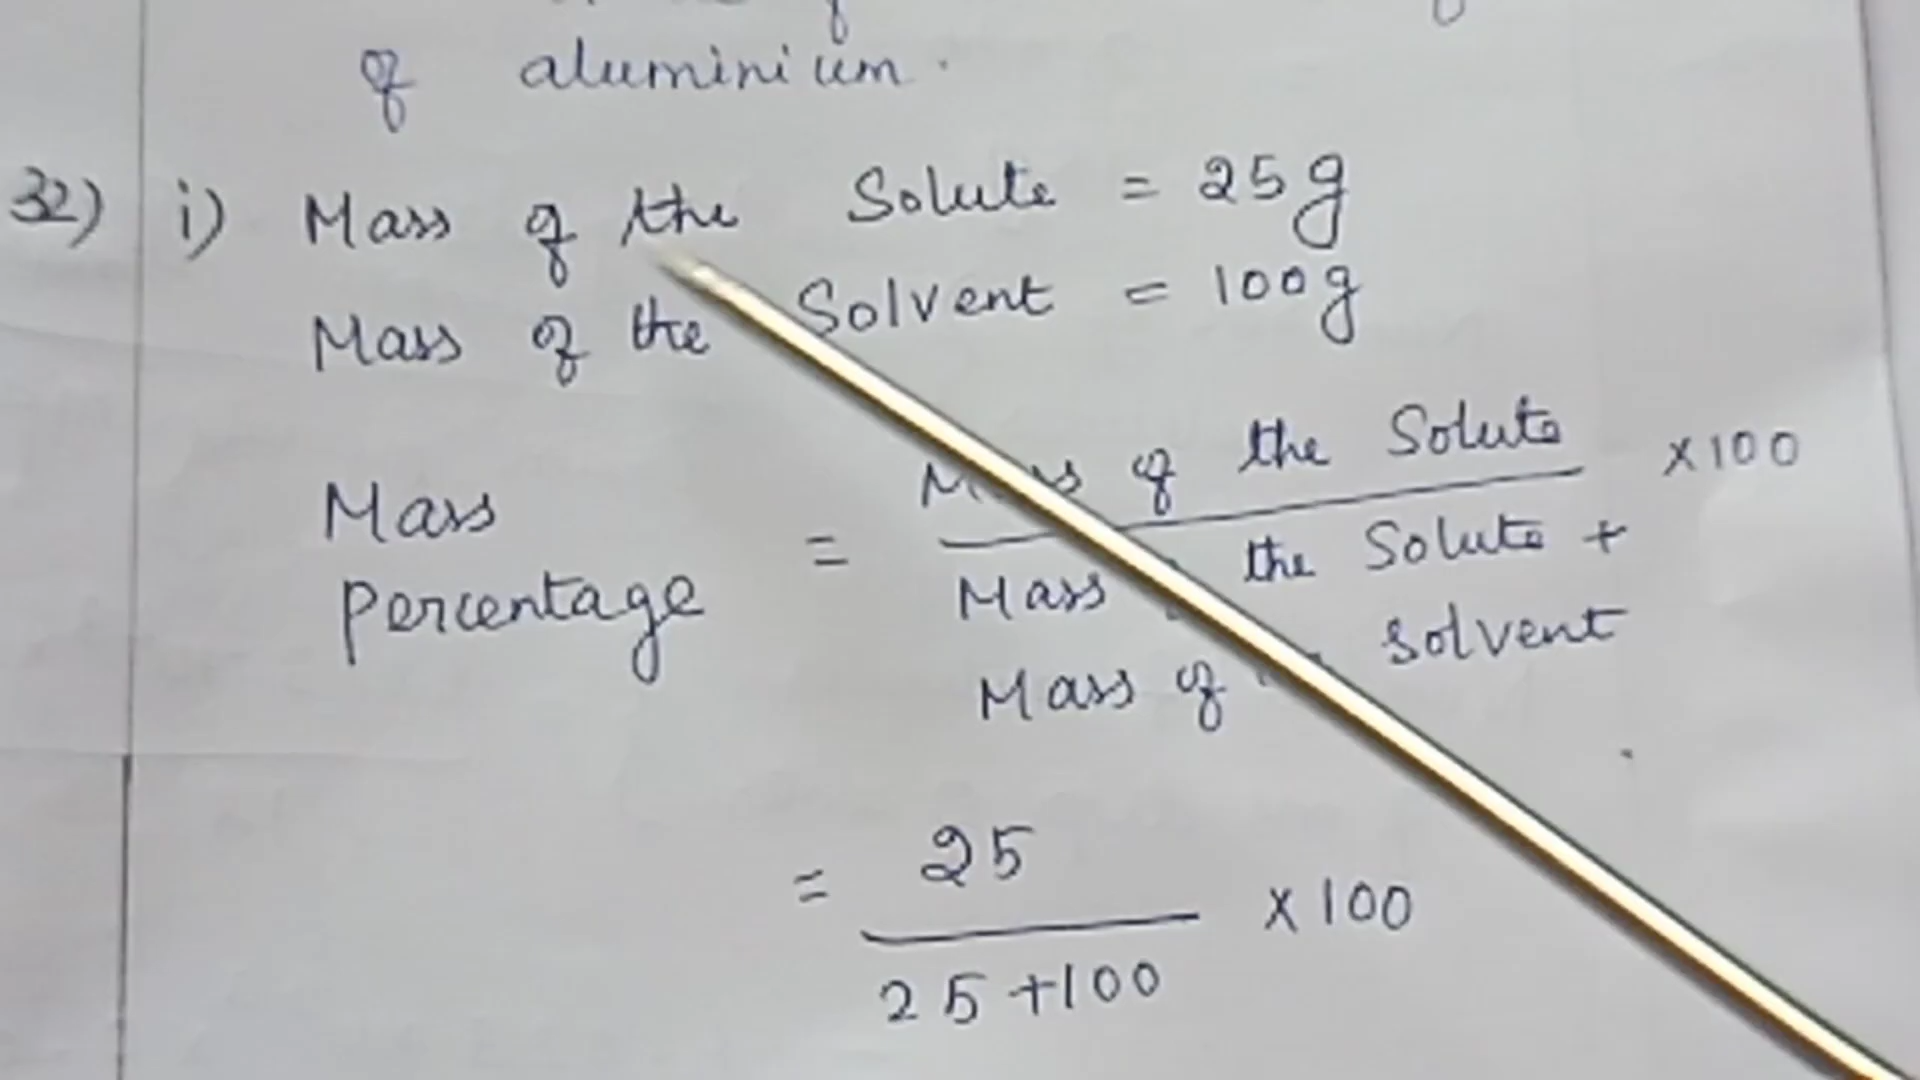 of aluminium.
32) i) Mass of the Solute = 25g
Mass of the Solvent = 100g
Mass of the Solute × 100
Mass
=
Mass the Solute +
Percentage
Mass of solvent
= 25 × 100
25 + 100